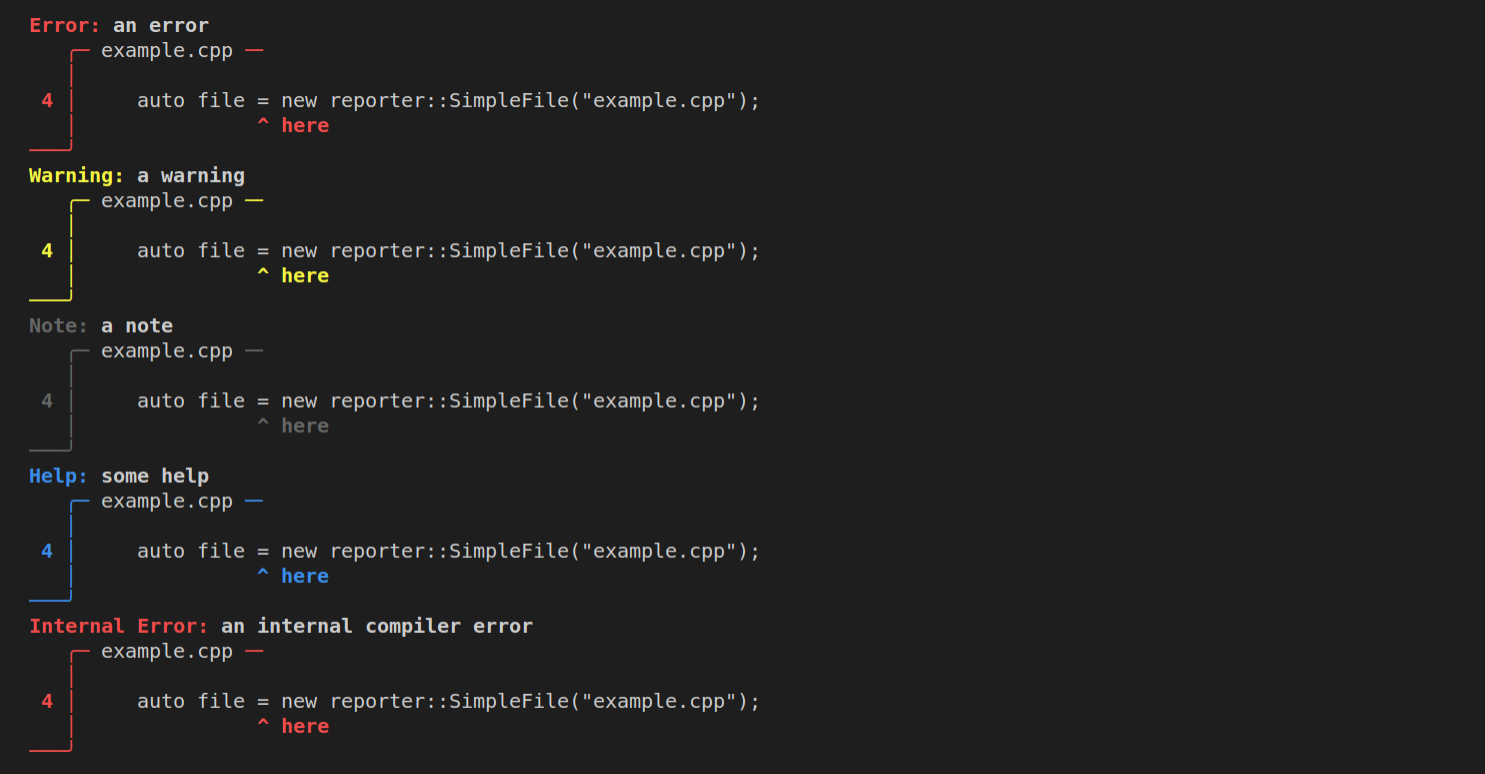 Error: an error
╭─ example.cpp ─
│
4 │     auto file = new reporter::SimpleFile("example.cpp");
│               ^ here
───╯
Warning: a warning
╭─ example.cpp ─
│
4 │     auto file = new reporter::SimpleFile("example.cpp");
│               ^ here
───╯
Note: a note
╭─ example.cpp ─
│
4 │     auto file = new reporter::SimpleFile("example.cpp");
│               ^ here
───╯
Help: some help
╭─ example.cpp ─
│
4 │     auto file = new reporter::SimpleFile("example.cpp");
│               ^ here
───╯
Internal Error: an internal compiler error
╭─ example.cpp ─
│
4 │     auto file = new reporter::SimpleFile("example.cpp");
│               ^ here
───╯